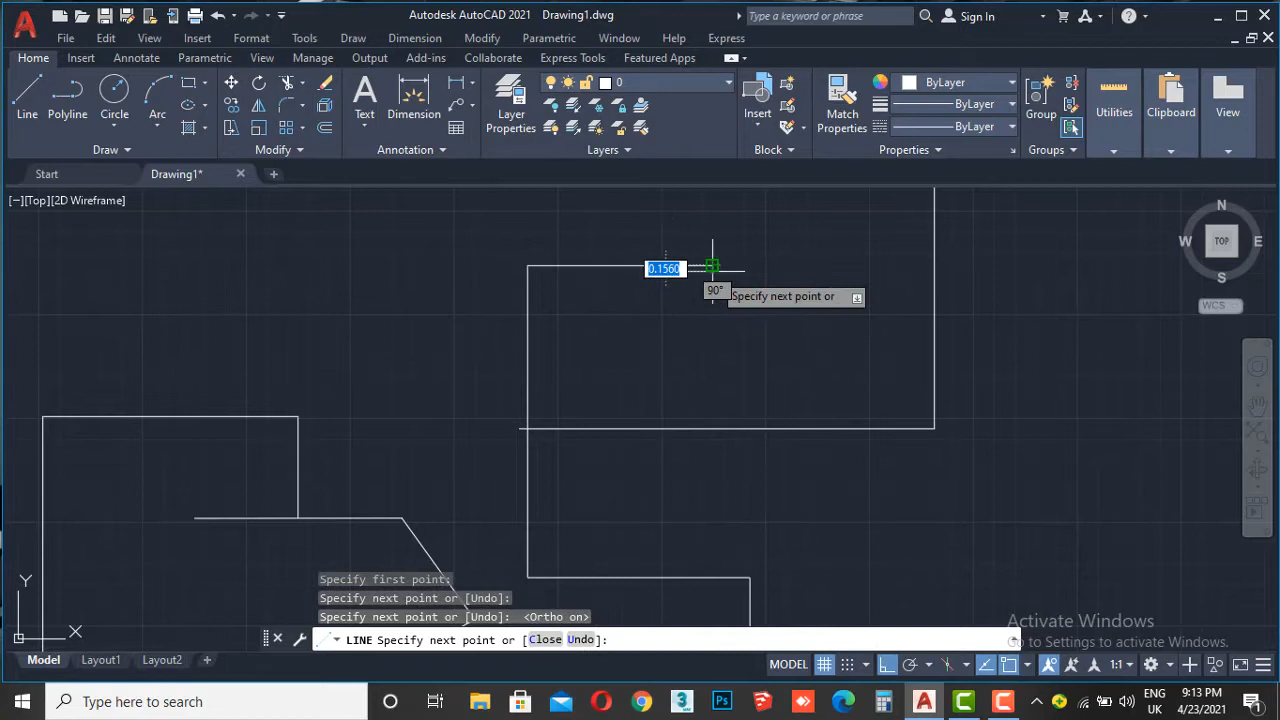 Autodesk AutoCAD 2021 Drawing1.dwg
Type a keyword or phrase
Sign In
File Edit View Insert Format Tools Draw Dimension Modify Parametric Window Help Express
Home Insert Annotate Parametric View Manage Output Add-ins Collaborate Express Tools Featured Apps
Line Polyline Circle Arc
Text Dimension
Layer Properties
0
Insert
Match Properties
ByLayer
ByLayer
ByLayer
Group
Utilities
Clipboard
View
Draw Modify Annotation Layers Block Properties Groups
Start Drawing1*
[−][Top][2D Wireframe]
N
W TOP E
S
WCS
0.1560
90°
Specify next point or
Y
X
Specify first point:
Specify next point or [Undo]:
Specify next point or [Undo]: <Ortho on>
LINE Specify next point or [Close Undo]:
Activate Windows
Go to Settings to activate Windows.
Model Layout1 Layout2
MODEL
1:1
Type here to search
3
Ps
A
ENG
UK
9:13 PM
4/23/2021
1